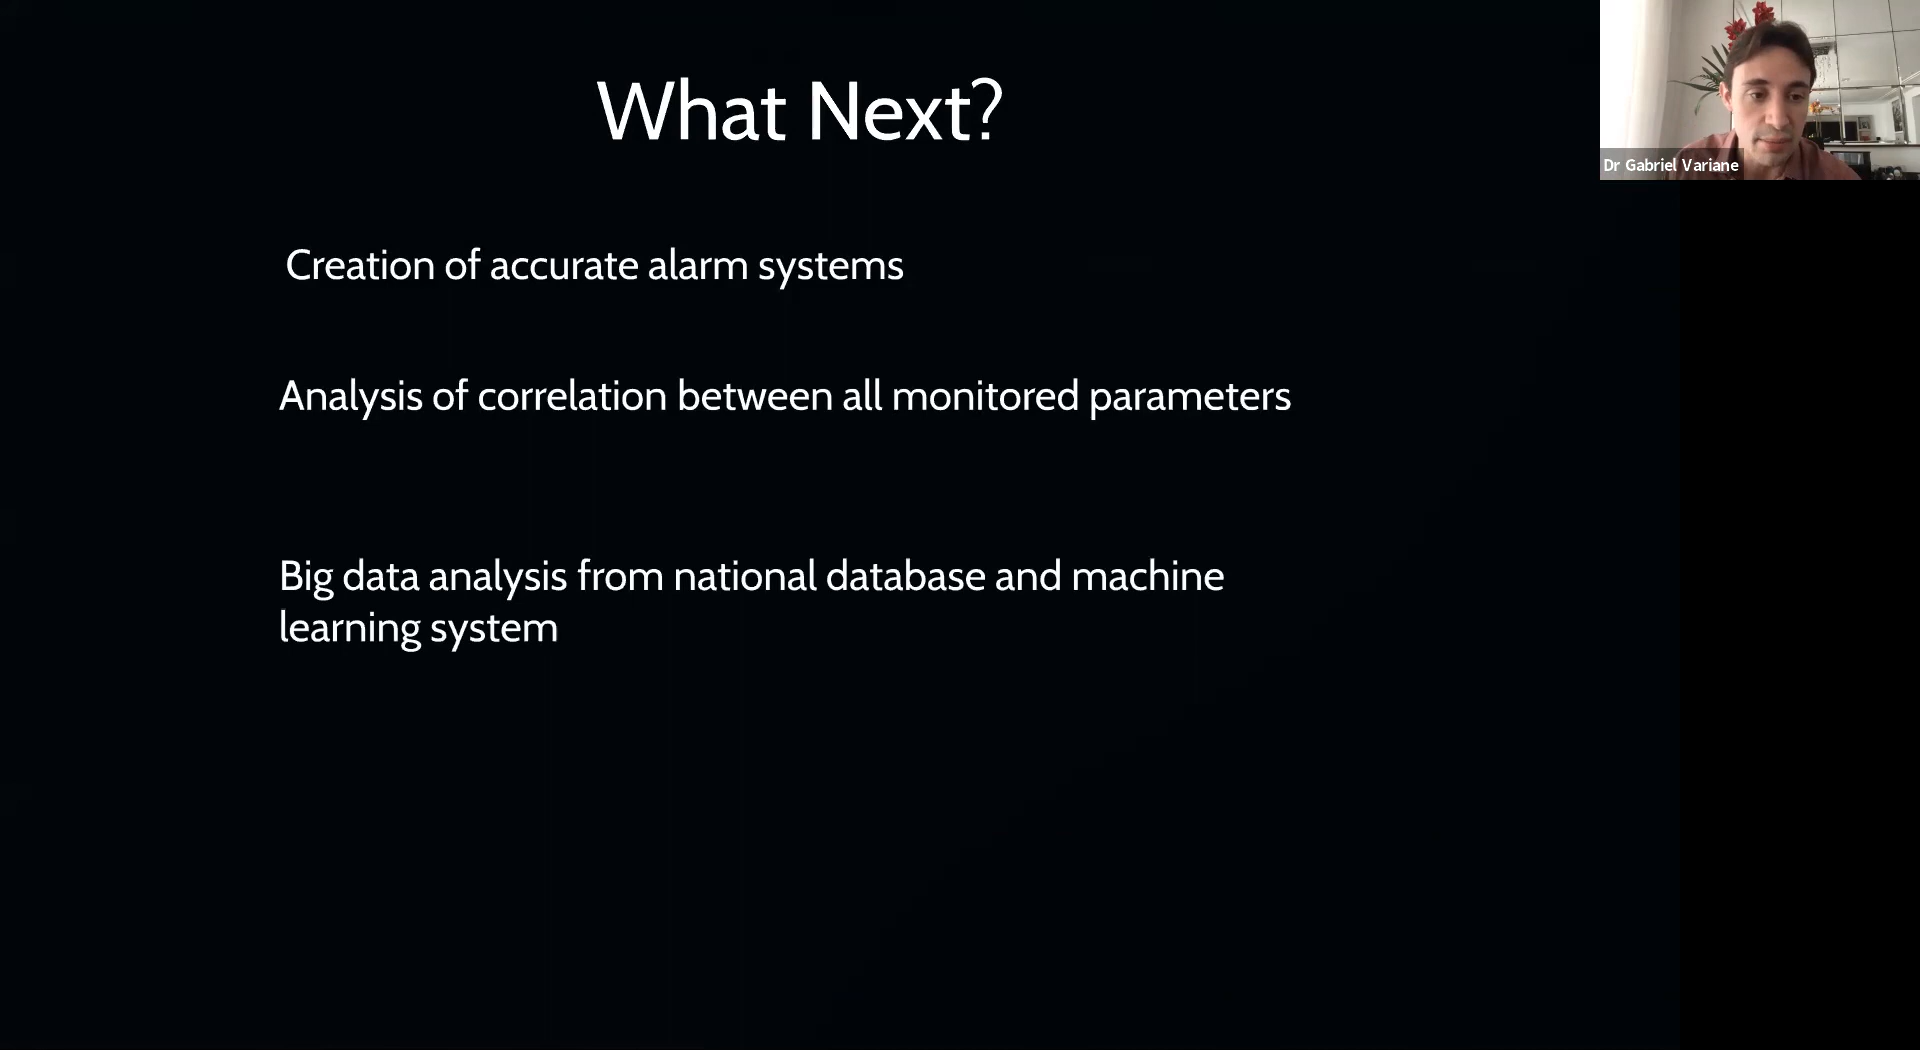 What Next?
Dr Gabriel Variane
Creation of accurate alarm systems
Analysis of correlation between all monitored parameters
Big data analysis from national database and machine
learning system